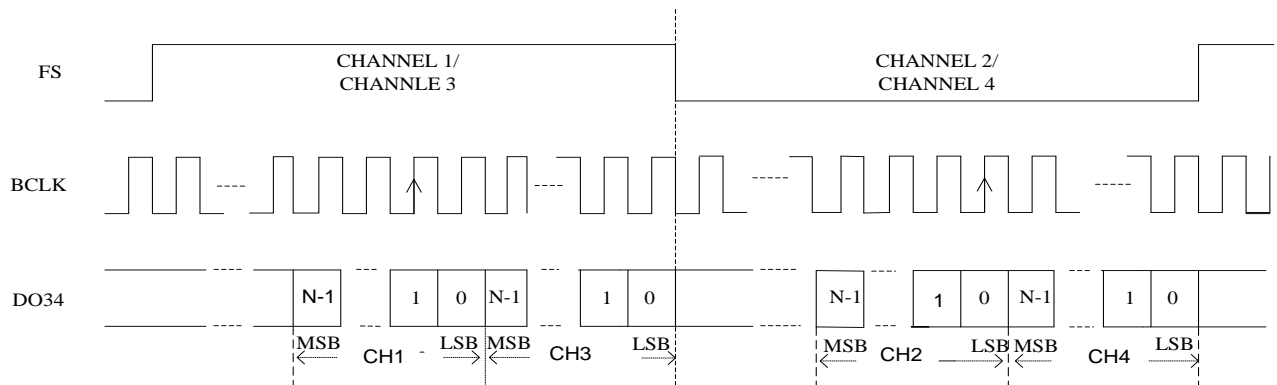 FS
CHANNEL 1/
CHANNLE 3
CHANNEL 2/
CHANNEL 4
BCLK
DO34
N-1 1 0 N-1 1 0 N-1 1 0 N-1 1 0
MSB LSB MSB LSB MSB LSB MSB LSB
CH1 - CH3 CH2 CH4